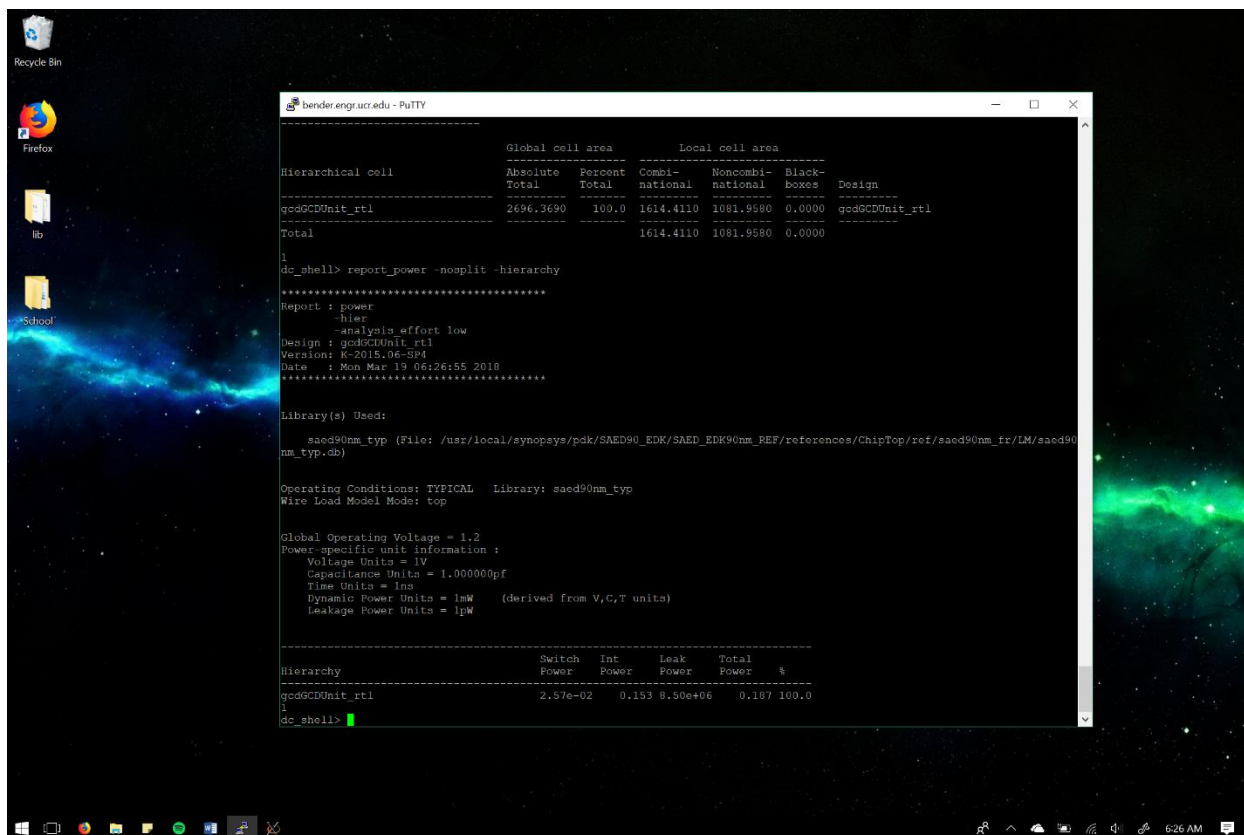 Recycle Bin
Firefox
lib
School
bender.engr.ucr.edu - PuTTY
------------------------------
Global cell area Local cell area
------------------ ----------------------------
Hierarchical cell Absolute Percent Combi- Noncombi- Black-
Total Total national national boxes Design
-------------------------------- --------- ------- --------- --------- ------ ---------
gcdGCDUnit_rtl 2696.3690 100.0 1614.4110 1081.9580 0.0000 gcdGCDUnit_rtl
-------------------------------- --------- ------- --------- --------- ------ ---------
Total 1614.4110 1081.9580 0.0000
1
dc_shell> report_power -nosplit -hierarchy
****************************************
Report : power
-hier
-analysis_effort low
Design : gcdGCDUnit_rtl
Version: K-2015.06-SP4
Date : Mon Mar 19 06:26:55 2018
****************************************
Library(s) Used:
saed90nm_typ (File: /usr/local/synopsys/pdk/SAED90_EDK/SAED_EDK90nm_REF/references/ChipTop/ref/saed90nm_fr/LM/saed90
nm_typ.db)
Operating Conditions: TYPICAL Library: saed90nm_typ
Wire Load Model Mode: top
Global Operating Voltage = 1.2
Power-specific unit information :
Voltage Units = 1V
Capacitance Units = 1.000000pf
Time Units = 1ns
Dynamic Power Units = 1mW (derived from V,C,T units)
Leakage Power Units = 1pW
--------------------------------------------------------------------------------
Switch Int Leak Total
Hierarchy Power Power Power Power %
--------------------------------------------------------------------------------
gcdGCDUnit_rtl 2.57e-02 0.153 8.50e+06 0.187 100.0
1
dc_shell>
6:26 AM